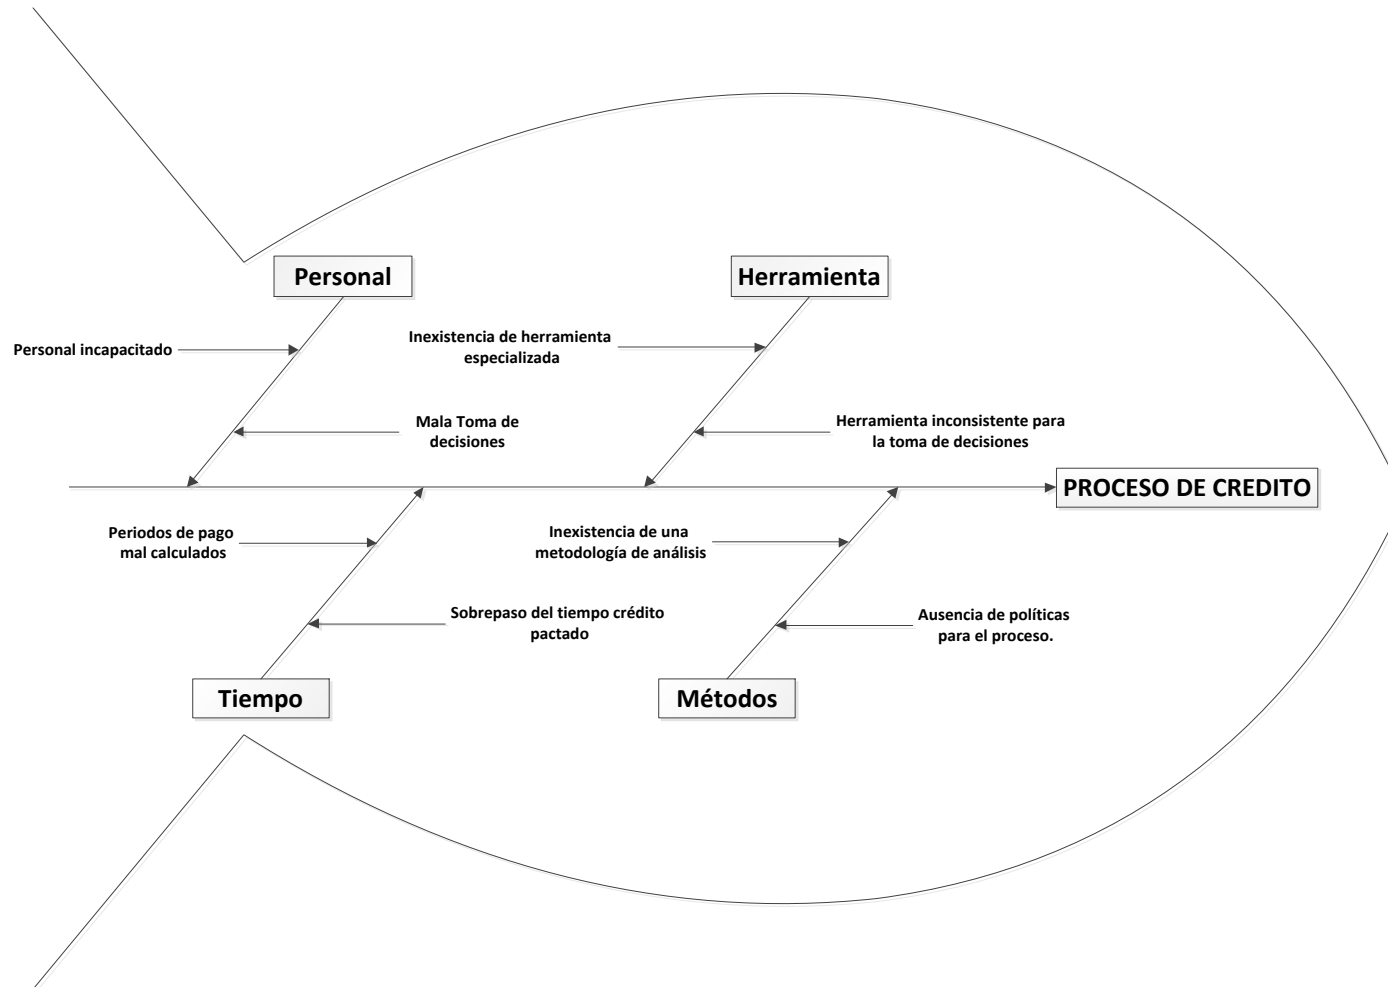 Personal
Herramienta
Personal incapacitado
Inexistencia de herramienta
especializada
Mala Toma de
decisiones
Herramienta inconsistente para
la toma de decisiones
PROCESO DE CREDITO
Periodos de pago
mal calculados
Inexistencia de una
metodología de análisis
Sobrepaso del tiempo crédito
pactado
Ausencia de políticas
para el proceso.
Tiempo
Métodos